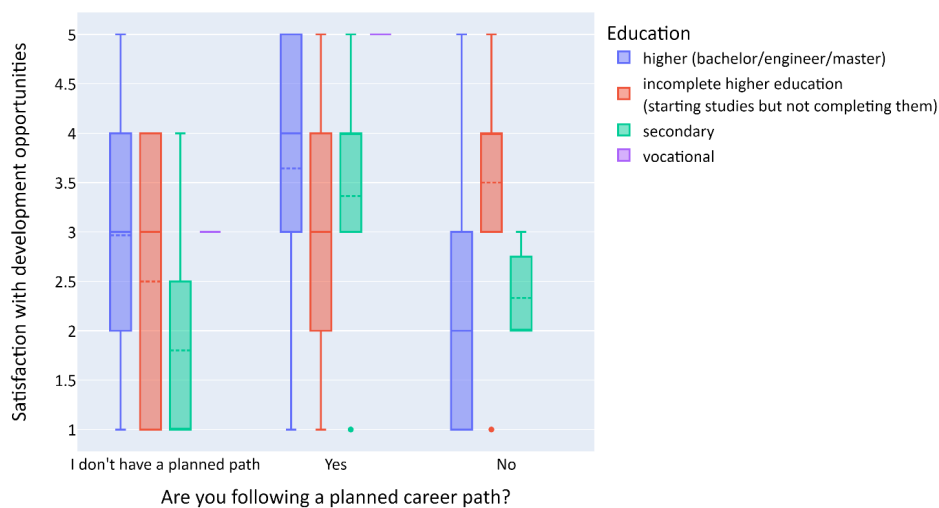 Satisfaction with development opportunities
5
4.5
4
3.5
3
2.5
2
1.5
1
I don't have a planned path
Yes
No
Are you following a planned career path?
Education
higher (bachelor/engineer/master)
incomplete higher education
(starting studies but not completing them)
secondary
vocational